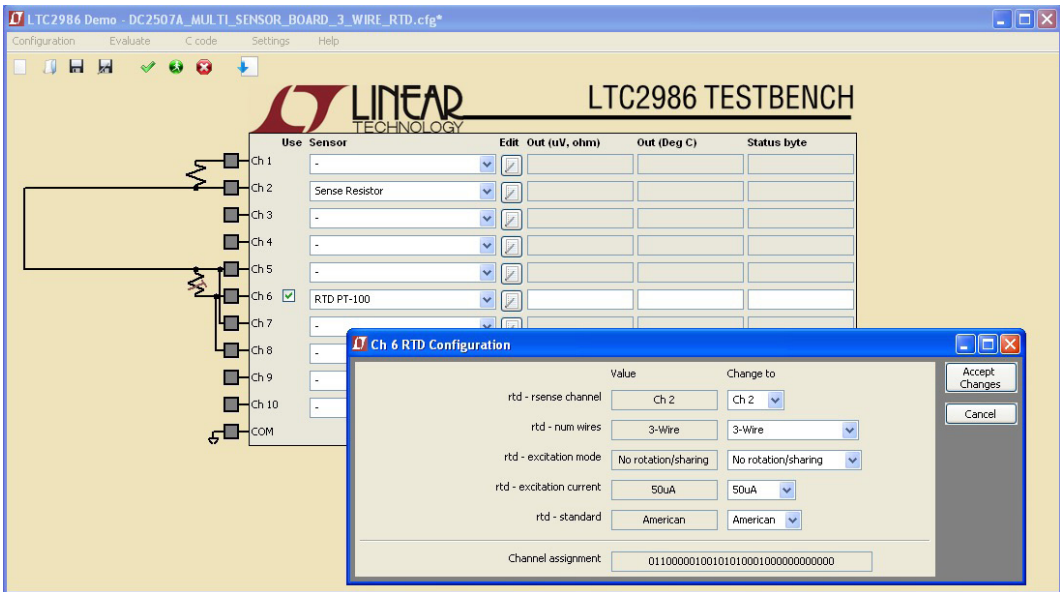 LTC2986 Demo - DC2507A_MULTI_SENSOR_BOARD_3_WIRE_RTD.cfg*
Configuration Evaluate C code Settings Help
LINEAR
TECHNOLOGY
LTC2986 TESTBENCH
Use Sensor Edit Out (uV, ohm) Out (Deg C) Status byte
Ch 1 -
Ch 2 Sense Resistor
Ch 3 -
Ch 4 -
Ch 5 -
Ch 6 RTD PT-100
Ch 7 -
Ch 8 -
Ch 9 -
Ch 10 -
COM
Ch 6 RTD Configuration
Value Change to
rtd - rsense channel Ch 2 Ch 2
rtd - num wires 3-Wire 3-Wire
rtd - excitation mode No rotation/sharing No rotation/sharing
rtd - excitation current 50uA 50uA
rtd - standard American American
Channel assignment 01100000100101010001000000000000
Accept
Changes
Cancel